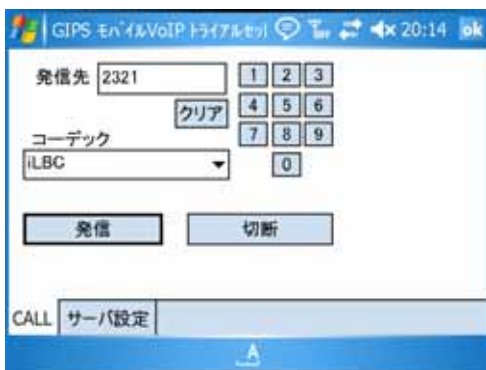 GIPS モバイルVoIP トライアルセッ 20:14 ok
発信先 2321
1 2 3
クリア
4 5 6
コーデック
7 8 9
iLBC
0
発信 切断
CALL サーバ設定
A